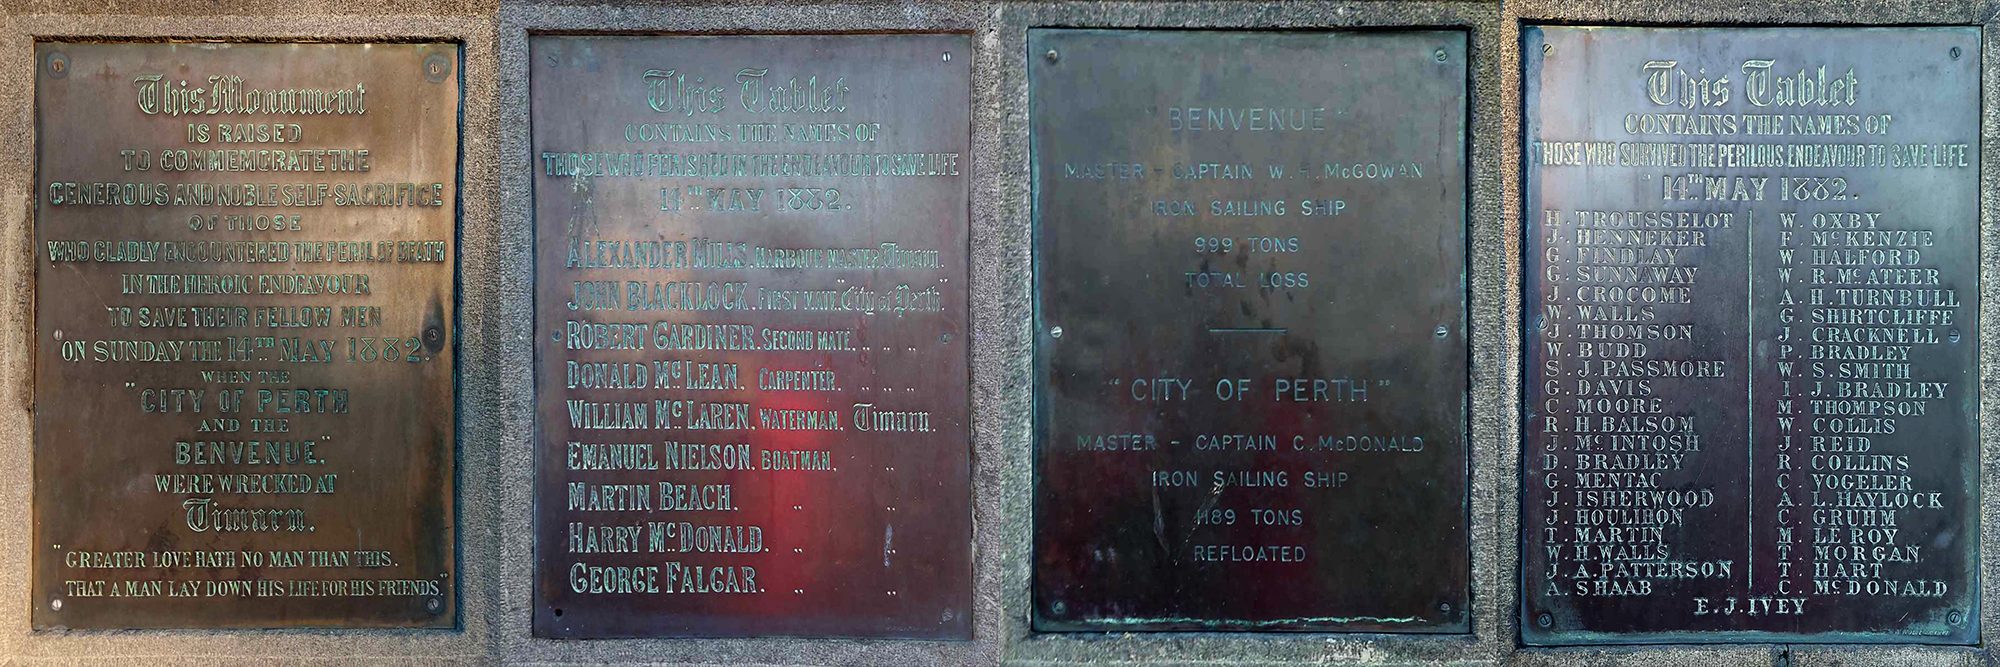 This Monument
IS RAISED
TO COMMEMORATE THE
GENEROUS AND NOBLE SELF-SACRIFICE
OF THOSE
WHO GLADLY ENCOUNTERED THE PERIL OF DEATH
IN THE HEROIC ENDEAVOUR
TO SAVE THEIR FELLOW MEN
ON SUNDAY THE 14TH MAY 1882.
WHEN THE
"CITY OF PERTH
AND THE
BENVENUE."
WERE WRECKED AT
Timaru.
"GREATER LOVE HATH NO MAN THAN THIS.
THAT A MAN LAY DOWN HIS LIFE FOR HIS FRIENDS."
This Tablet
CONTAINS THE NAMES OF
THOSE WHO PERISHED IN THE ENDEAVOUR TO SAVE LIFE
14TH MAY 1882.
ALEXANDER MILLS. HARBOUR MASTER. Timaru.
JOHN BLACKLOCK. FIRST MATE. "City of Perth."
ROBERT GARDINER. SECOND MATE. " " "
DONALD McLEAN. CARPENTER. " " "
WILLIAM McLAREN. WATERMAN. Timaru.
EMANUEL NIELSON. BOATMAN. "
MARTIN BEACH. " "
HARRY McDONALD. " "
GEORGE FALGAR. " "
"BENVENUE"
MASTER - CAPTAIN W. H. McGOWAN
IRON SAILING SHIP
999 TONS
TOTAL LOSS
"CITY OF PERTH"
MASTER - CAPTAIN C. McDONALD
IRON SAILING SHIP
1189 TONS
REFLOATED
This Tablet
CONTAINS THE NAMES OF
THOSE WHO SURVIVED THE PERILOUS ENDEAVOUR TO SAVE LIFE
14TH MAY 1882.
H. TROUSSELOT
J. HENNEKER
G. FINDLAY
G. SUNNAWAY
J. CROCOME
W. WALLS
J. THOMSON
W. BUDD
S. J. PASSMORE
G. DAVIS
C. MOORE
R. H. BALSOM
J. McINTOSH
D. BRADLEY
G. MENTAC
J. ISHERWOOD
J. HOULIHON
T. MARTIN
W. H. WALLS
J. A. PATTERSON
A. SHAAB
W. OXBY
F. McKENZIE
W. HALFORD
W. R. McATEER
A. H. TURNBULL
G. SHIRTCLIFFE
J. CRACKNELL
P. BRADLEY
W. S. SMITH
I. J. BRADLEY
M. THOMPSON
W. COLLIS
J. REID
R. COLLINS
C. VOGELER
A. L. HAYLOCK
C. GRUHM
M. LE ROY
T. MORGAN
T. HART
C. McDONALD
E. J. IVEY